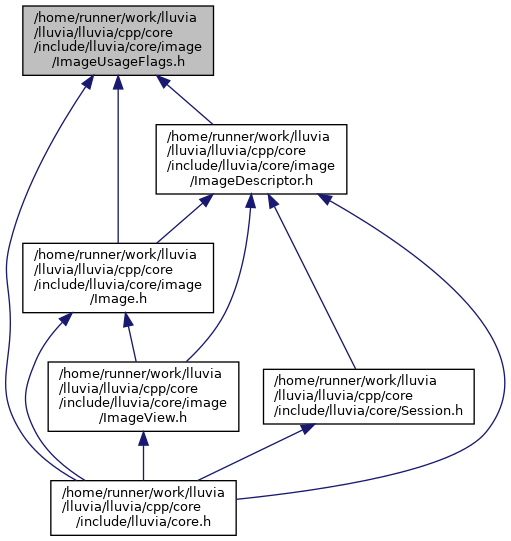 /home/runner/work/lluvia
/lluvia/lluvia/cpp/core
/include/lluvia/core/image
/ImageUsageFlags.h
/home/runner/work/lluvia
/lluvia/lluvia/cpp/core
/include/lluvia/core/image
/ImageDescriptor.h
/home/runner/work/lluvia
/lluvia/lluvia/cpp/core
/include/lluvia/core/image
/Image.h
/home/runner/work/lluvia
/lluvia/lluvia/cpp/core
/include/lluvia/core/image
/ImageView.h
/home/runner/work/lluvia
/lluvia/lluvia/cpp/core
/include/lluvia/core/Session.h
/home/runner/work/lluvia
/lluvia/lluvia/cpp/core
/include/lluvia/core.h